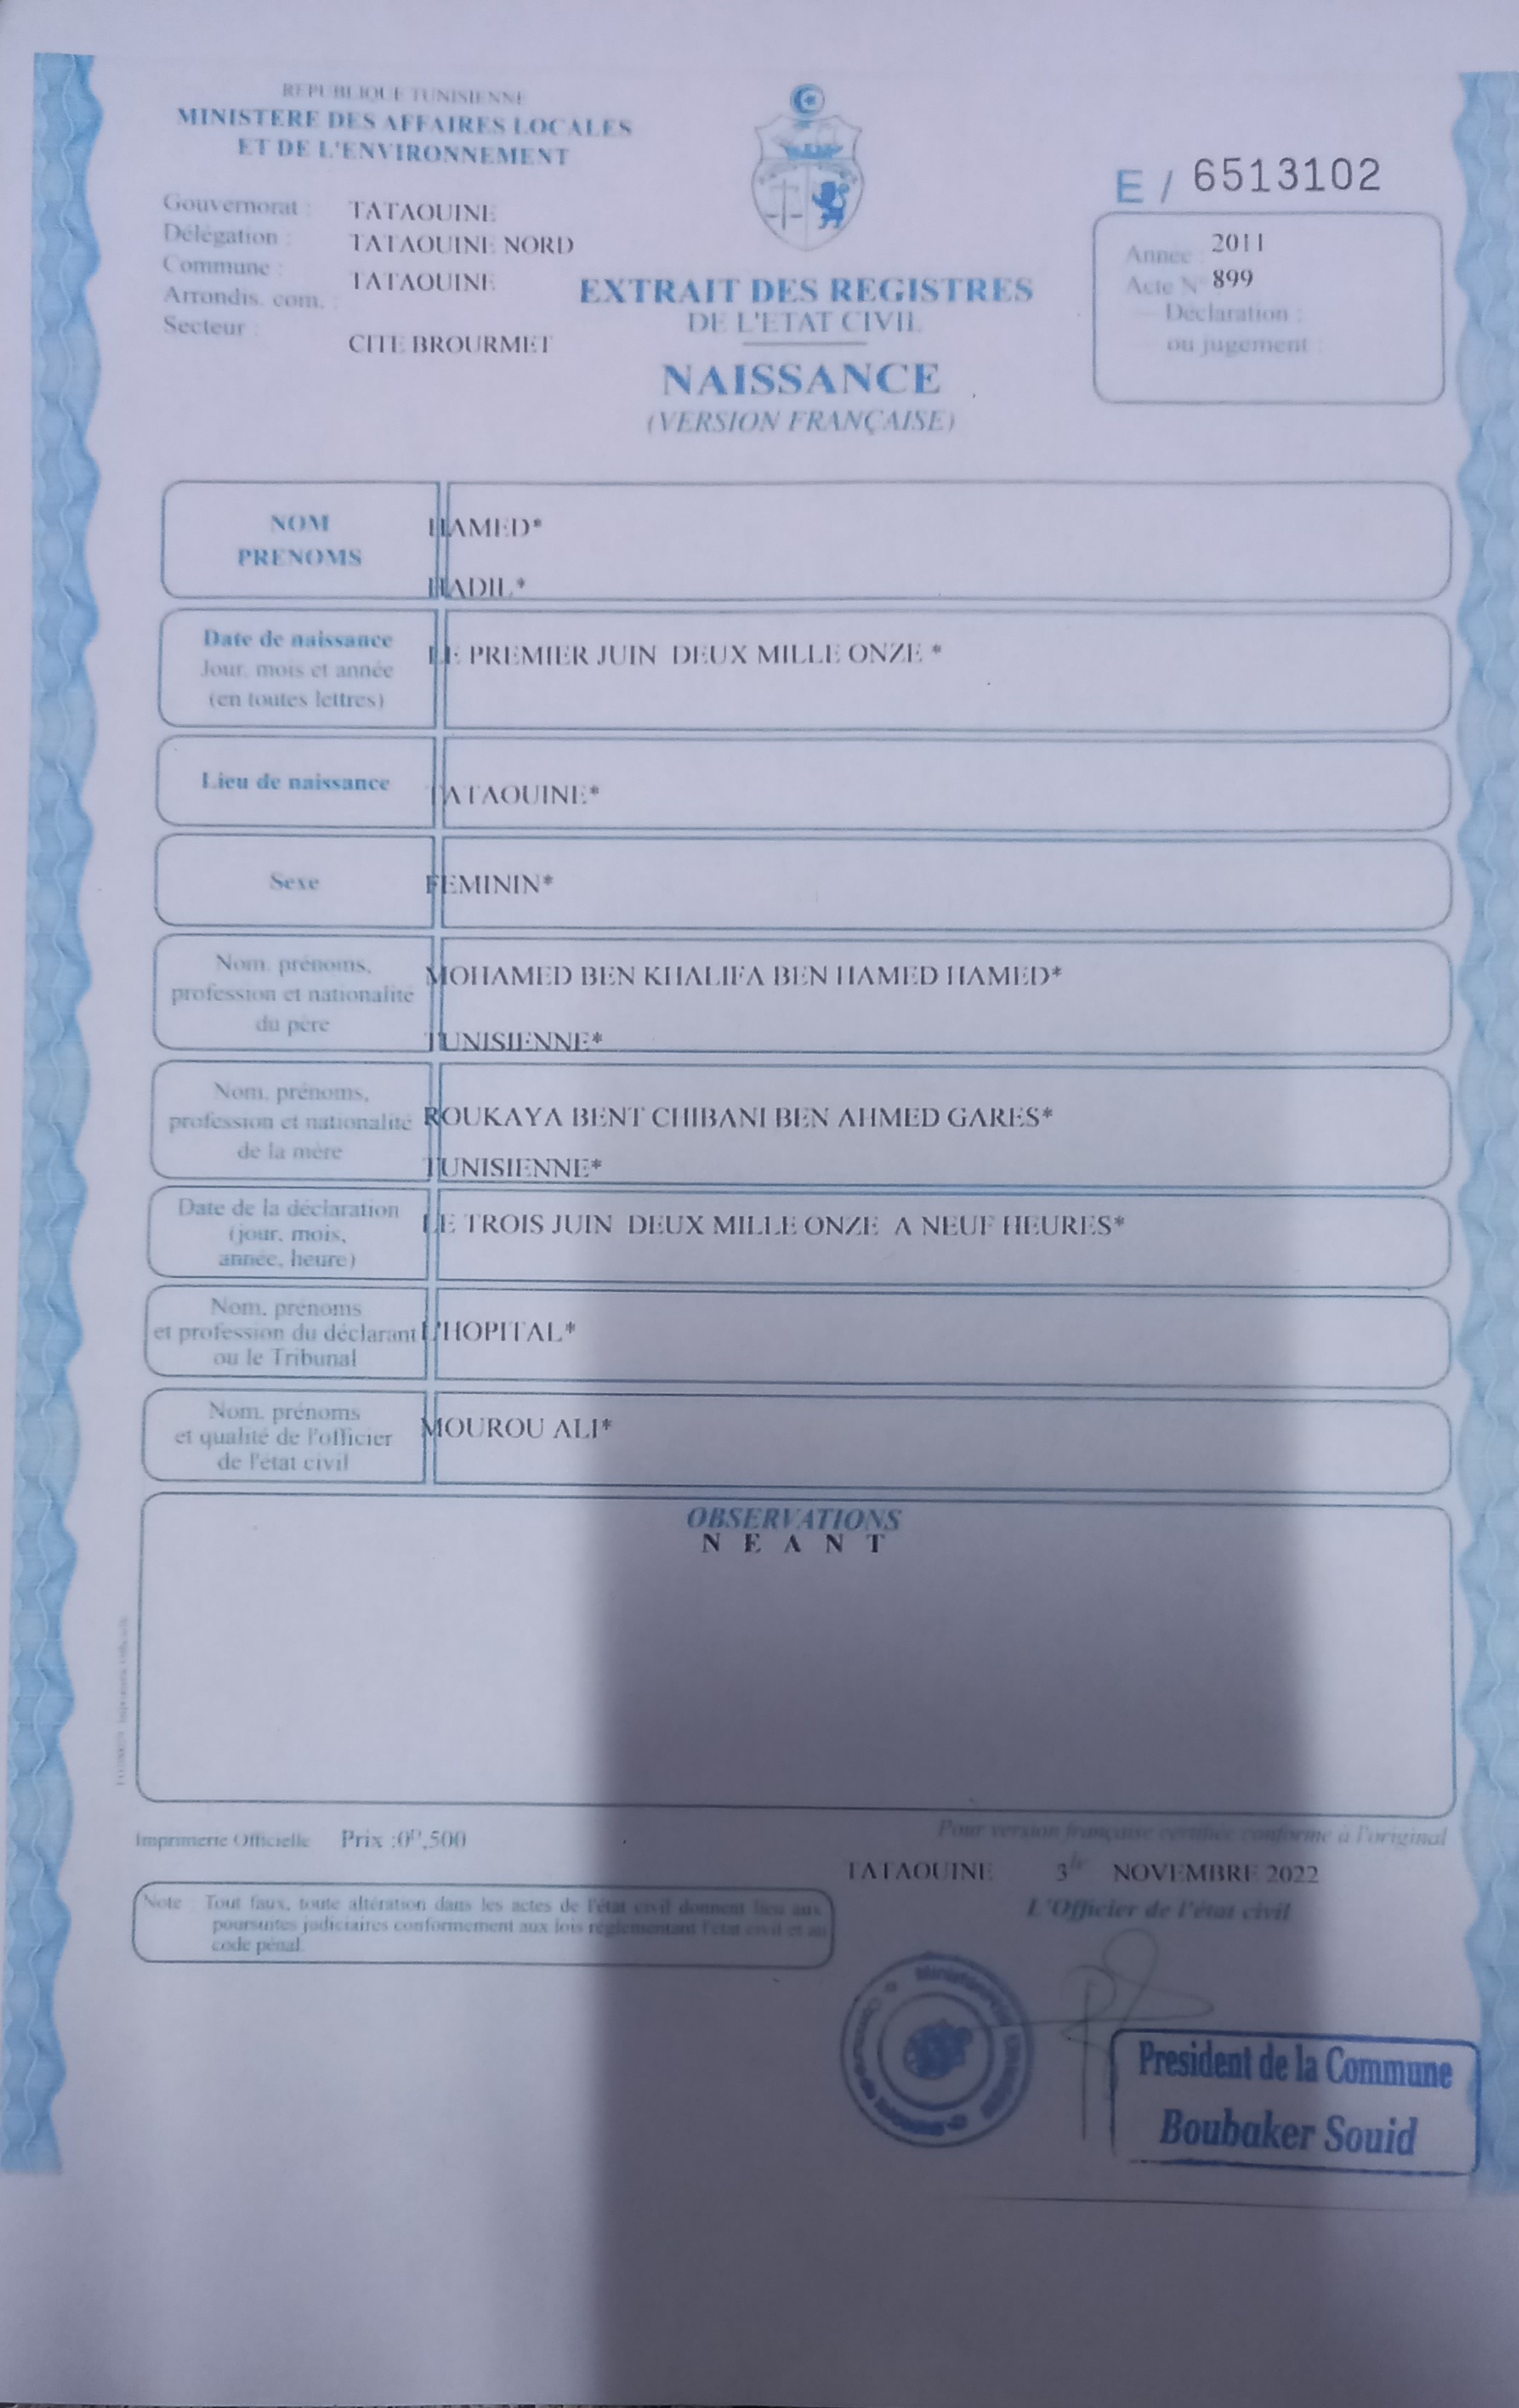 REPUBLIQUE TUNISIENNE
MINISTERE DES AFFAIRES LOCALES
ET DE L'ENVIRONNEMENT
Gouvernorat : TATAOUINE
Délégation : TATAOUINE NORD
Commune : TATAOUINE
Arrondis. com. :
Secteur : CITE BROURMET
E / 6513102
Année : 2011
Acte N° 899
— Déclaration :
ou jugement :
EXTRAIT DES REGISTRES
DE L'ETAT CIVIL
NAISSANCE
(VERSION FRANÇAISE)
NOM
PRENOMS
HAMED*
HADIL*
Date de naissance
Jour, mois et année
(en toutes lettres)
LE PREMIER JUIN DEUX MILLE ONZE *
Lieu de naissance
TATAOUINE*
Sexe
FEMININ*
Nom, prénoms,
profession et nationalité
du père
MOHAMED BEN KHALIFA BEN HAMED HAMED*
TUNISIENNE*
Nom, prénoms,
profession et nationalité
de la mère
ROUKAYA BENT CHIBANI BEN AHMED GARES*
TUNISIENNE*
Date de la déclaration
(jour, mois,
année, heure)
LE TROIS JUIN DEUX MILLE ONZE A NEUF HEURES*
Nom, prénoms
et profession du déclarant
ou le Tribunal
L'HOPITAL*
Nom, prénoms
et qualité de l'officier
de l'état civil
MOUROU ALI*
OBSERVATIONS
N E A N T
Imprimerie Officielle Prix :0D,500
Pour version française certifiée conforme à l'original
TATAOUINE 3 NOVEMBRE 2022
L'Officier de l'état civil
Note : Tout faux, toute altération dans les actes de l'état civil donnent lieu aux
poursuites judiciaires conformement aux lois réglementant l'état civil et au
code pénal.
President de la Commune
Boubaker Souid